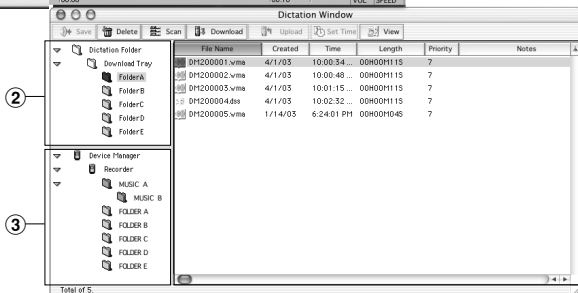 Dictation Window
Save Delete Scan Download Upload Set Time View
Dictation Folder
Download Tray
FolderA
FolderB
FolderC
FolderD
FolderE
File Name Created Time Length Priority Notes
DM200001.wma 4/1/03 10:00:34 ... 00H00M11S 7
DM200002.wma 4/1/03 10:00:48 ... 00H00M11S 7
DM200003.wma 4/1/03 10:01:15 ... 00H00M11S 7
DM200004.dss 4/1/03 10:02:32 ... 00H00M11S 7
DM200005.wma 1/14/03 6:24:01 PM 00H00M04S 7
2
Device Manager
Recorder
MUSIC A
MUSIC B
FOLDER A
FOLDER B
FOLDER C
FOLDER D
FOLDER E
3
Total of 5.